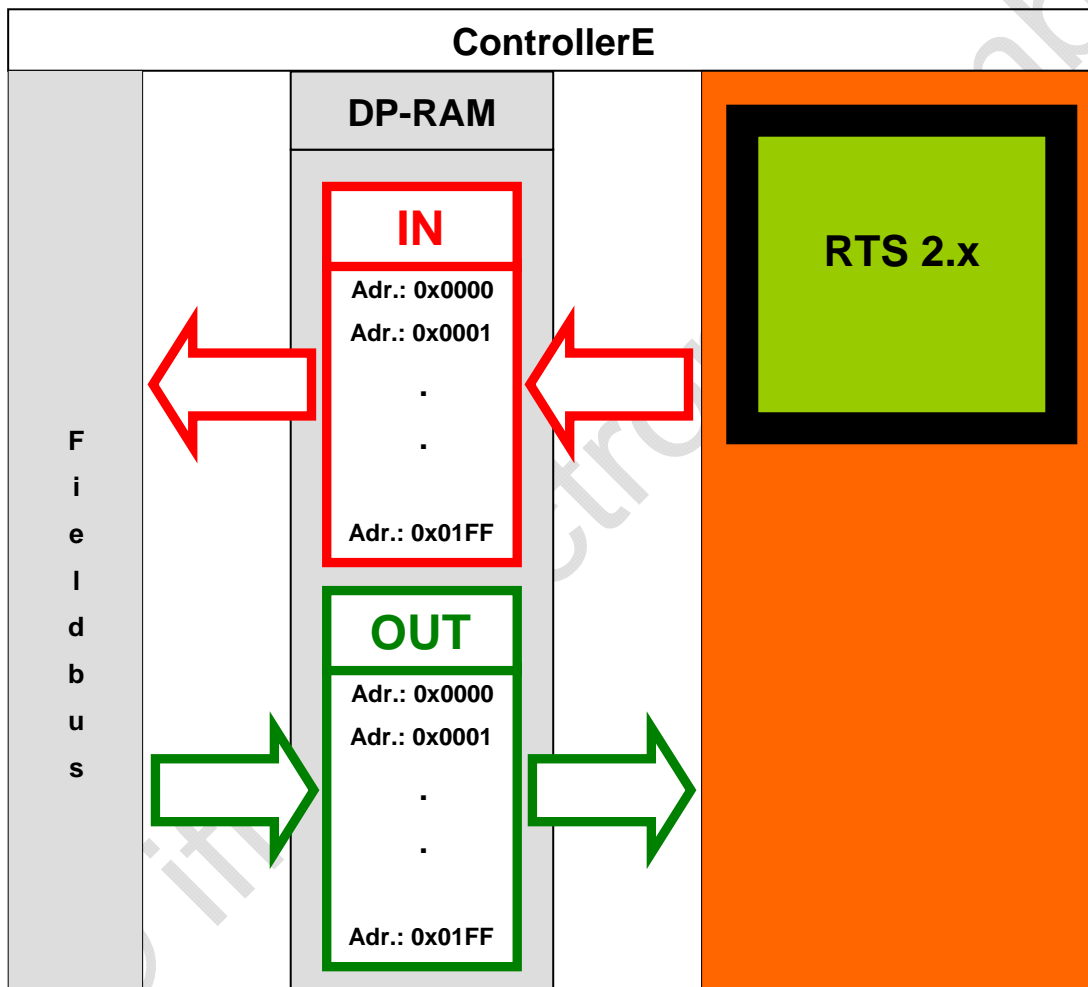 ControllerE
DP-RAM
RTS 2.x
IN
Adr.: 0x0000
Adr.: 0x0001
.
.
Adr.: 0x01FF
Fieldbus
OUT
Adr.: 0x0000
Adr.: 0x0001
.
.
Adr.: 0x01FF